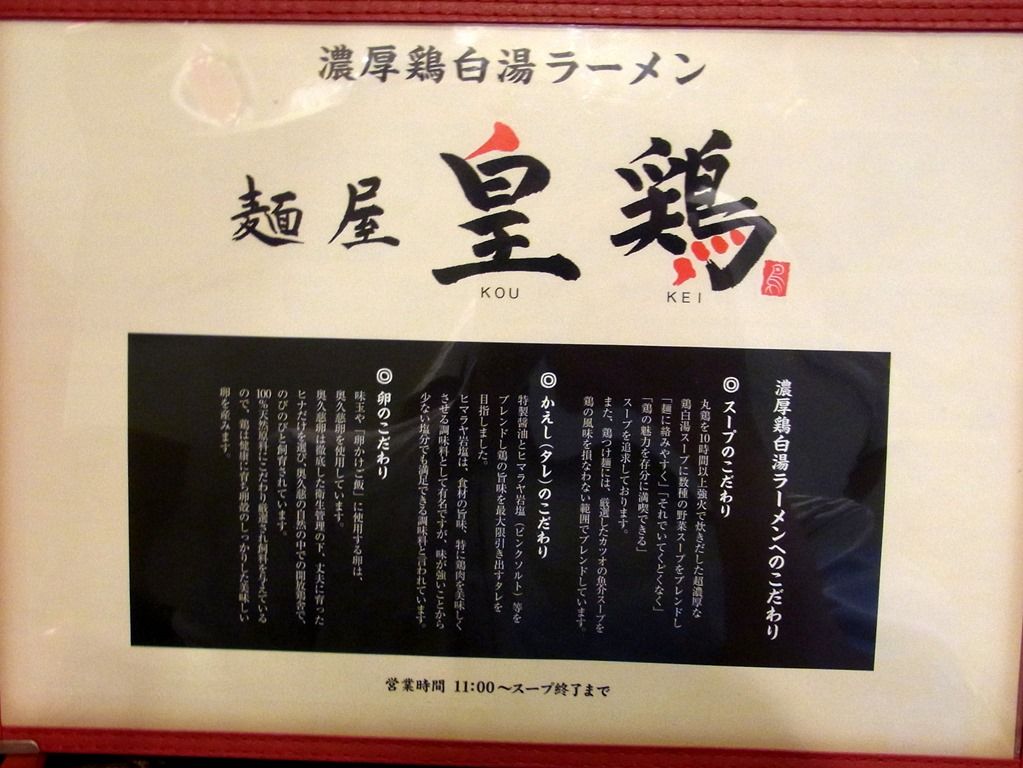 濃厚鶏白湯ラーメン
麺屋 皇鶏
KOU
KEI
濃厚鶏白湯ラーメンへのこだわり
◎ スープのこだわり
丸鶏を10時間以上強火で炊きだした超濃厚な
鶏白湯スープに数種の野菜スープをブレンドし
「麺に絡みやすく」「それでいてくどくなく」
「鶏の魅力を存分に満喫できる」
スープを追求しております。
また、鶏つけ麺には、厳選したカツオの魚介スープを
鶏の風味を損なわない範囲でブレンドしています。
◎ かえし(タレ)のこだわり
特製醤油とヒマラヤ岩塩(ピンクソルト)等を
ブレンドし鶏の旨味を最大限引き出すタレを
目指しました。
ヒマラヤ岩塩は、食材の旨味、特に鶏肉を美味しく
させる調味料として有名ですが、味が強いことから
少ない塩分でも満足できる調味料と言われています。
◎ 卵のこだわり
味玉や「卵かけご飯」に使用する卵は、
奥久慈卵を使用しています。
奥久慈卵は徹底した衛生管理の下、丈夫に育った
ヒナだけを選び、奥久慈の自然の中での開放鶏舎で、
のびのびと飼育されています。
100%天然原料にこだわり厳選され飼育を与えている
ので、鶏は健康に育ち卵殻のしっかりした美味しい
卵を産みます。
営業時間 11:00〜スープ終了まで